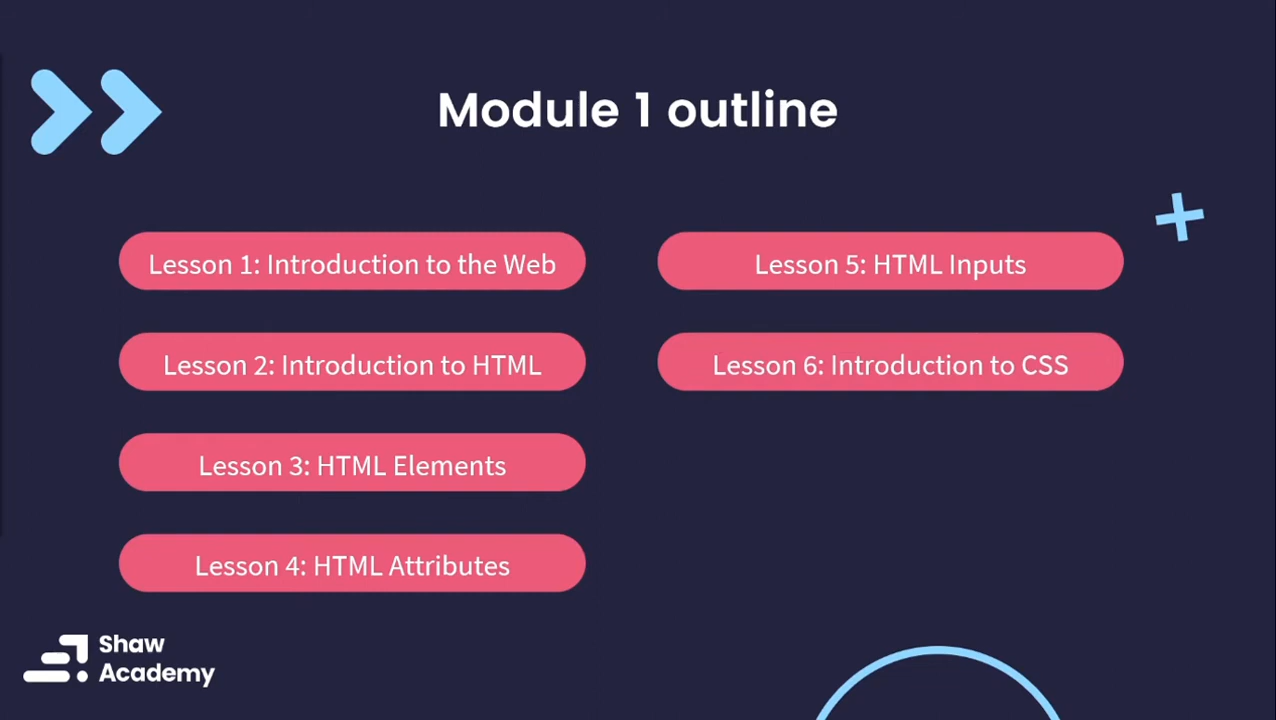 Module 1 outline
Lesson 1: Introduction to the Web
Lesson 2: Introduction to HTML
Lesson 3: HTML Elements
Lesson 4: HTML Attributes
Lesson 5: HTML Inputs
Lesson 6: Introduction to CSS
Shaw
Academy